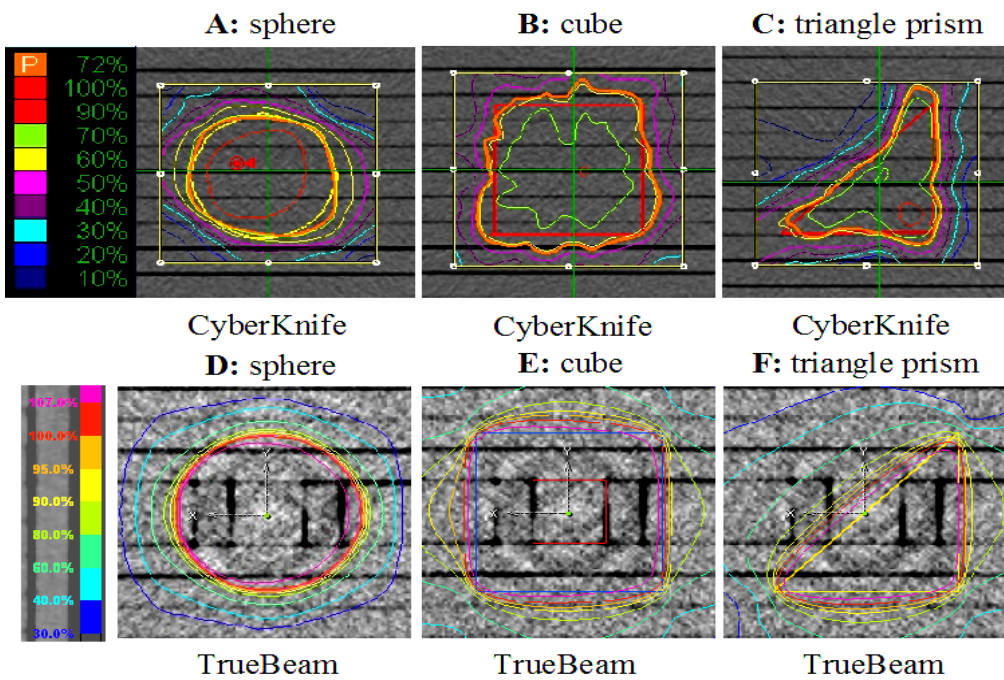 A: sphere
B: cube
C: triangle prism
P 72%
100%
90%
70%
60%
50%
40%
30%
20%
10%
CyberKnife
CyberKnife
CyberKnife
D: sphere
E: cube
F: triangle prism
107.0%
100.0%
95.0%
90.0%
80.0%
60.0%
40.0%
30.0%
Y
X
Y
X
Y
X
TrueBeam
TrueBeam
TrueBeam